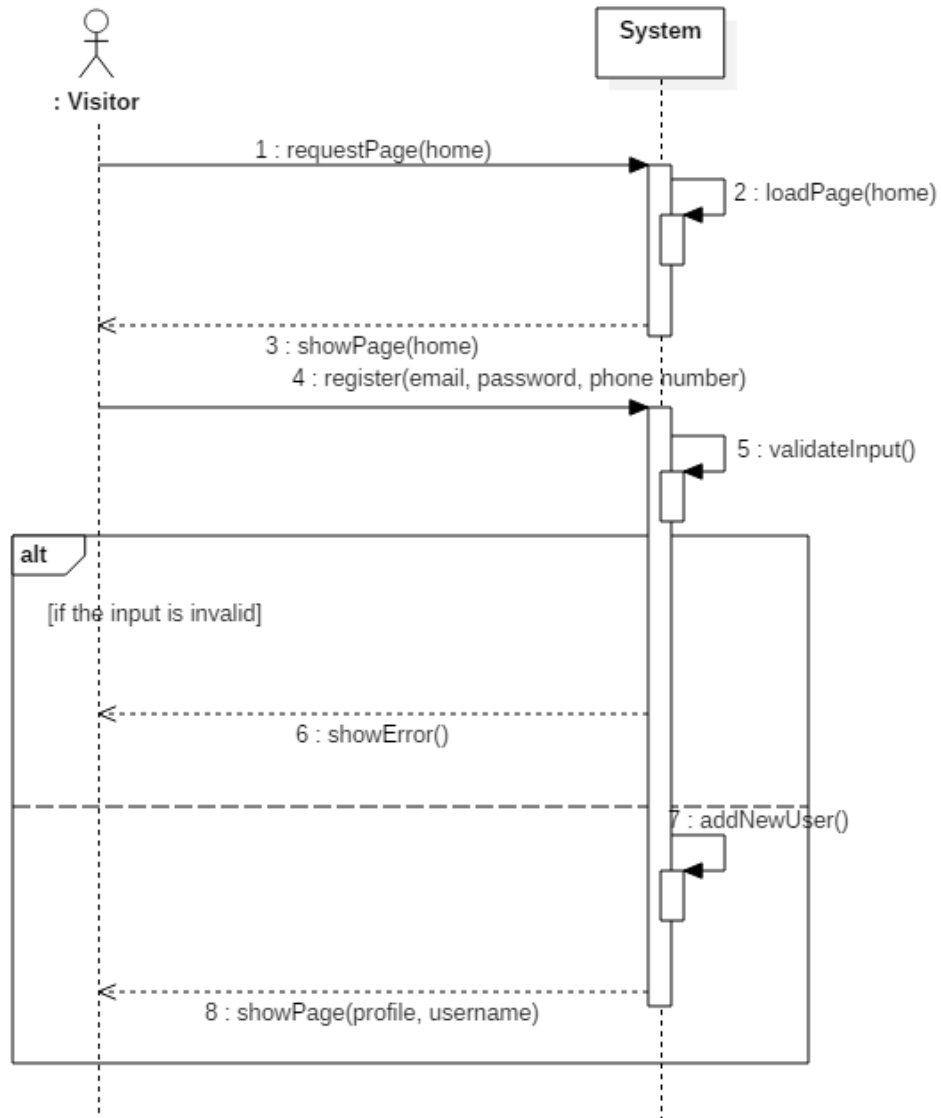 System
: Visitor
1 : requestPage(home)
2 : loadPage(home)
3 : showPage(home)
4 : register(email, password, phone number)
5 : validateInput()
alt
[if the input is invalid]
6 : showError()
7 : addNewUser()
8 : showPage(profile, username)